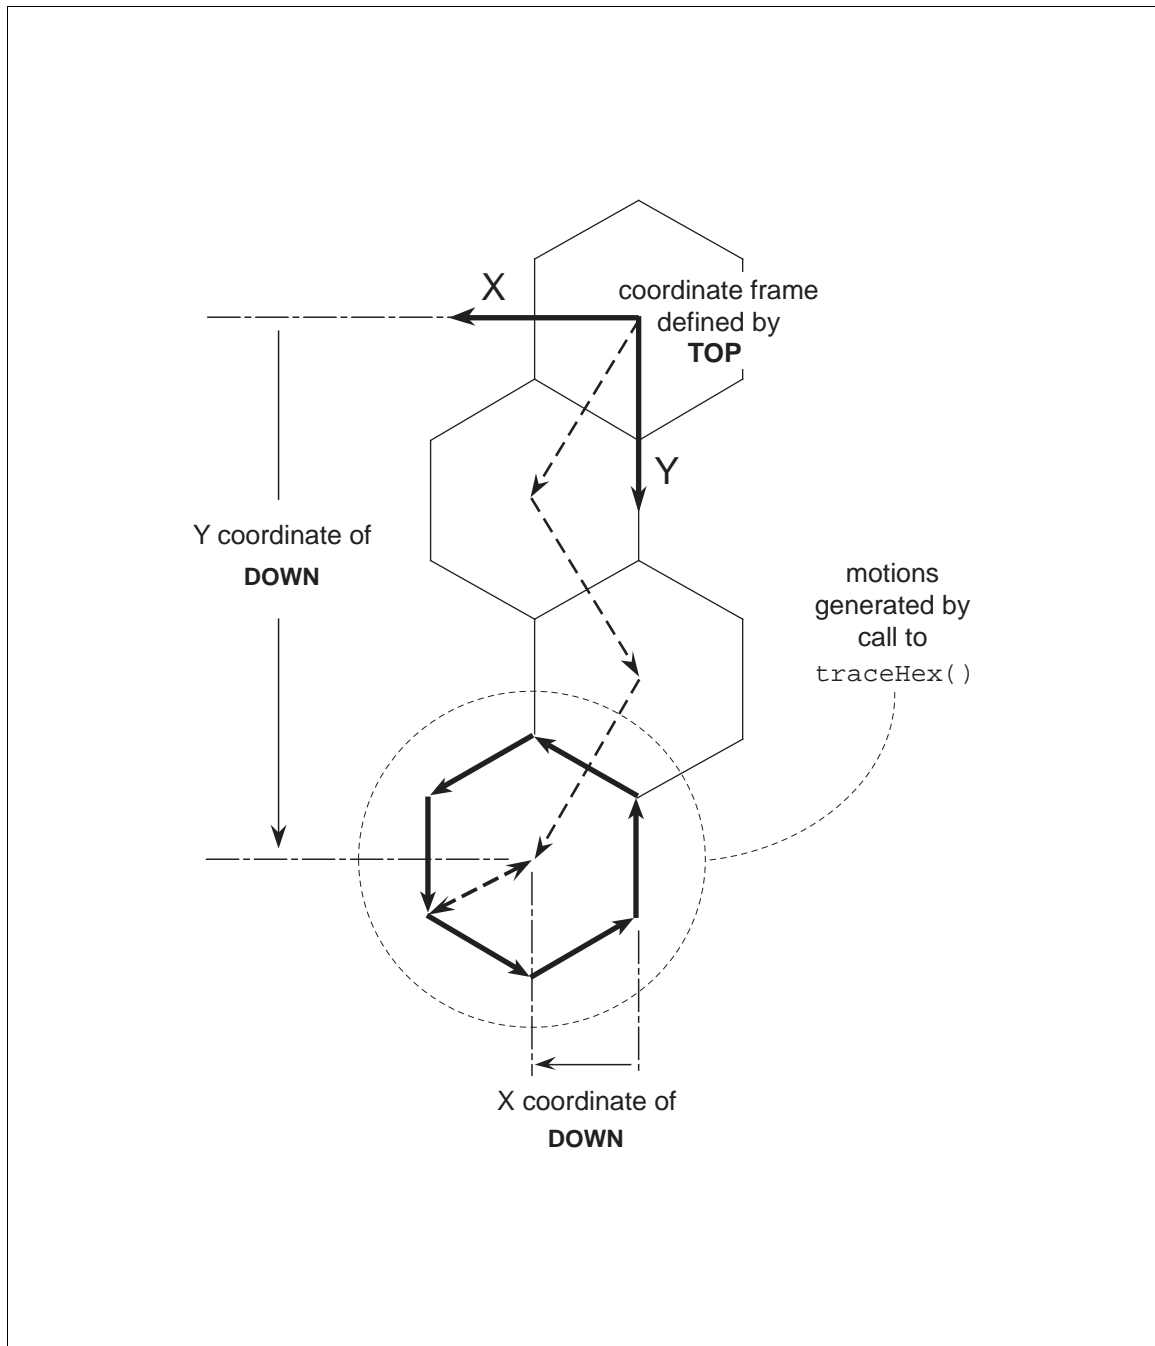 X
coordinate frame
defined by
TOP
Y
Y coordinate of
DOWN
motions
generated by
call to
traceHex()
X coordinate of
DOWN